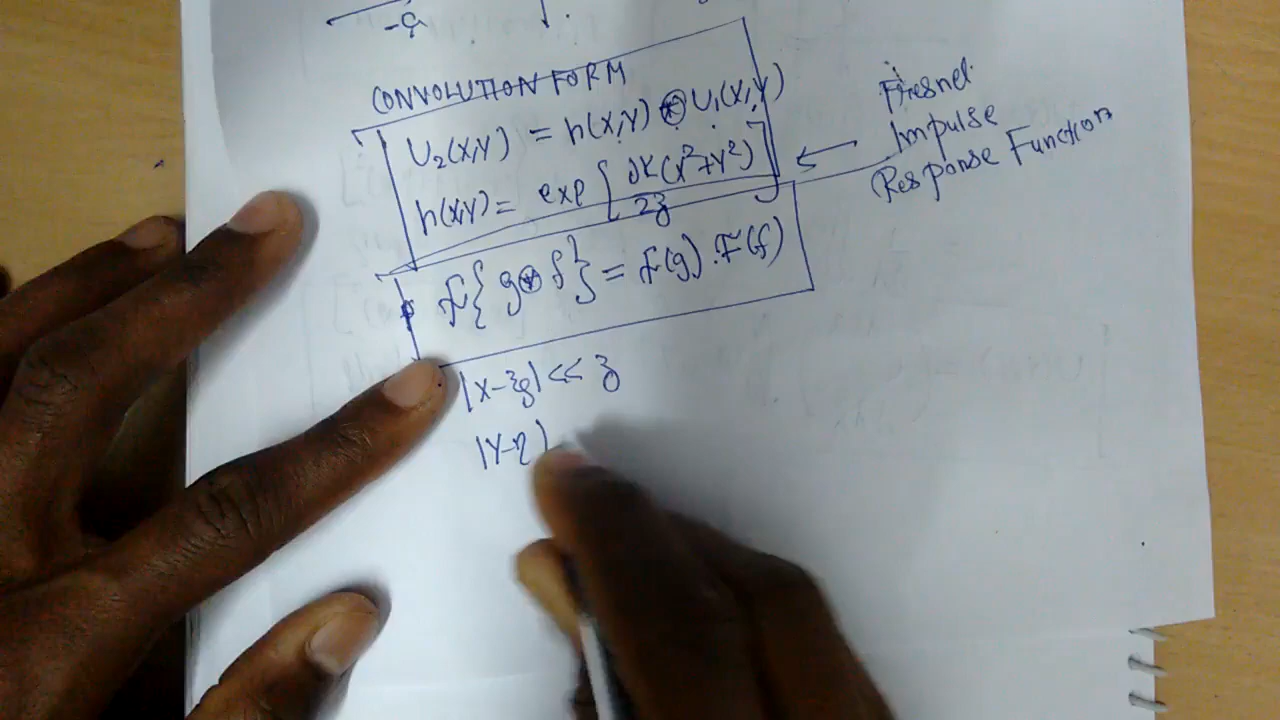 -a
CONVOLUTION FORM
U2(X,Y) = h(X,Y) ⊛ U1(X,Y)
h(X,Y) = exp [jK(X²+Y²)/2z]
Fresnel
Impulse
Response Function
F{g⊛f} = F(g).F(f)
|X-ξ| << z
|Y-η|